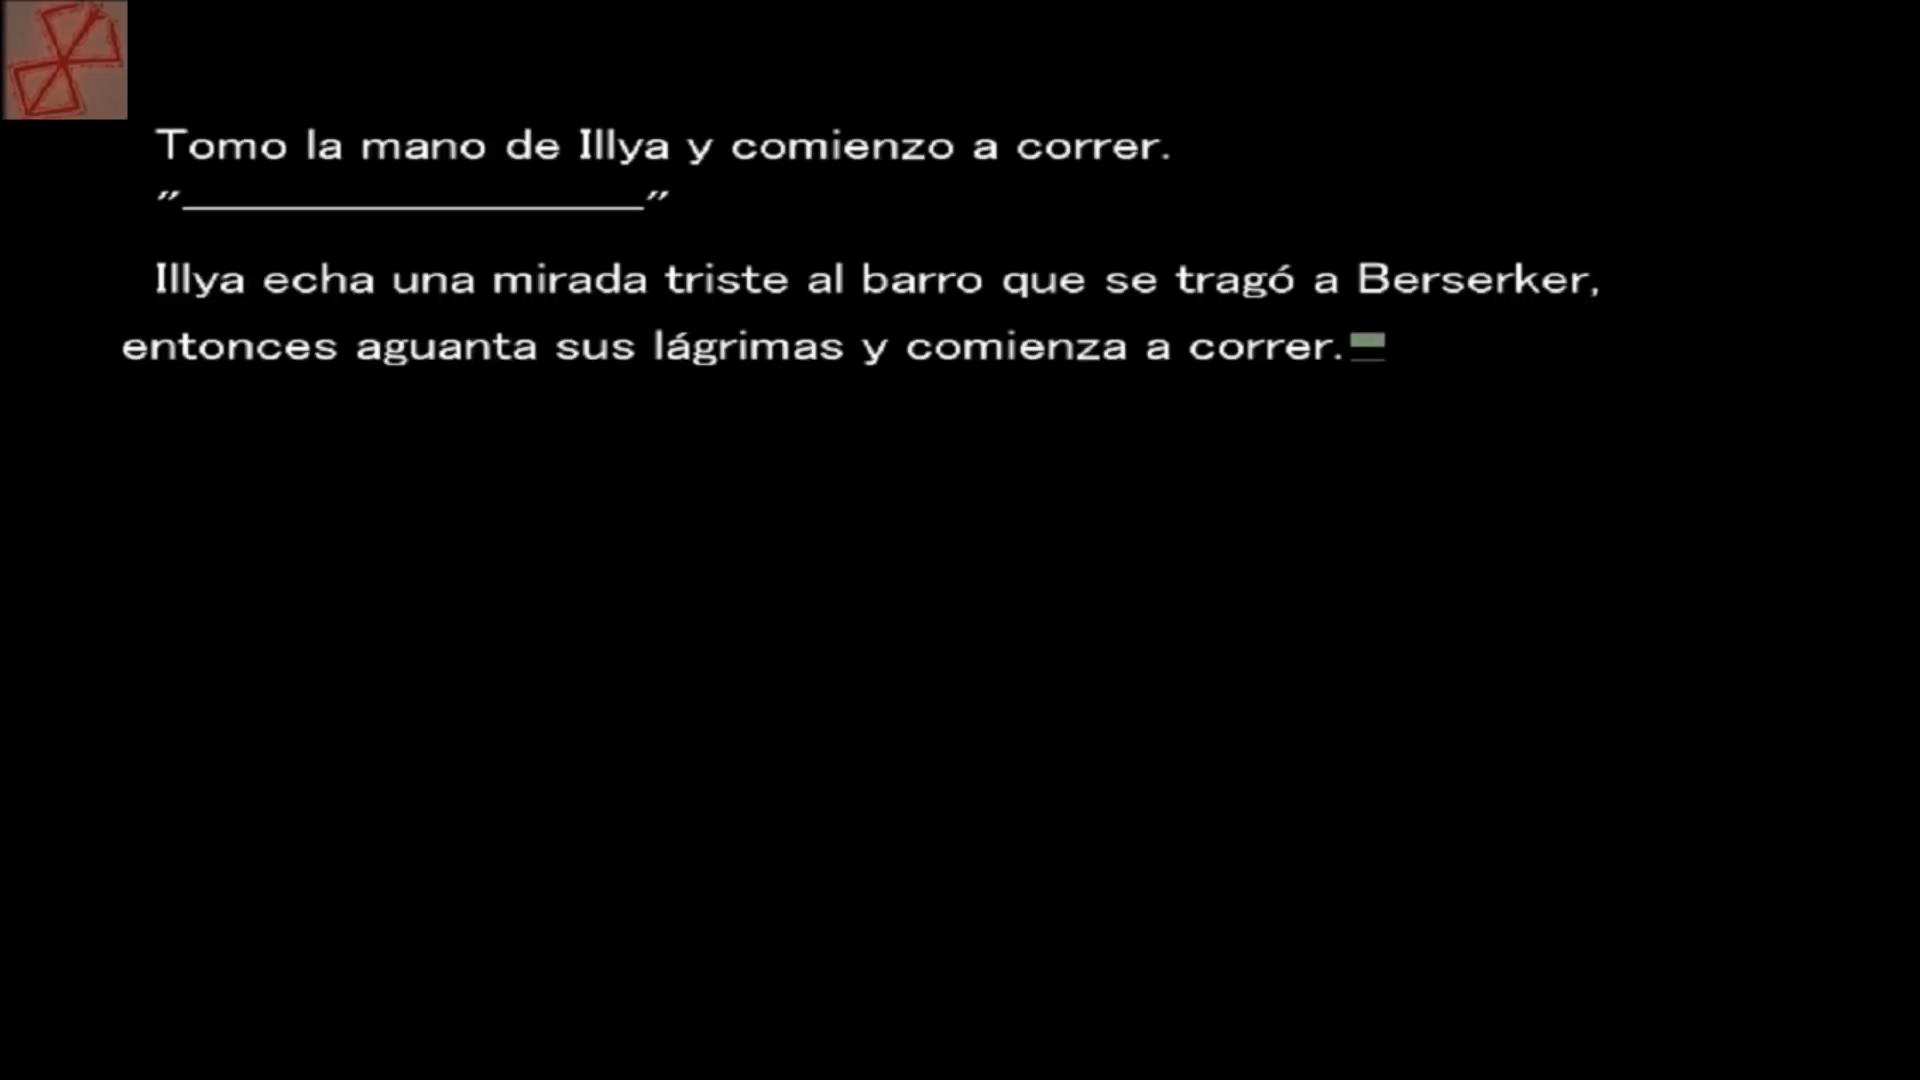 Tomo la mano de Illya y comienzo a correr.
"____________________"
Illya echa una mirada triste al barro que se tragó a Berserker,
entonces aguanta sus lágrimas y comienza a correr.